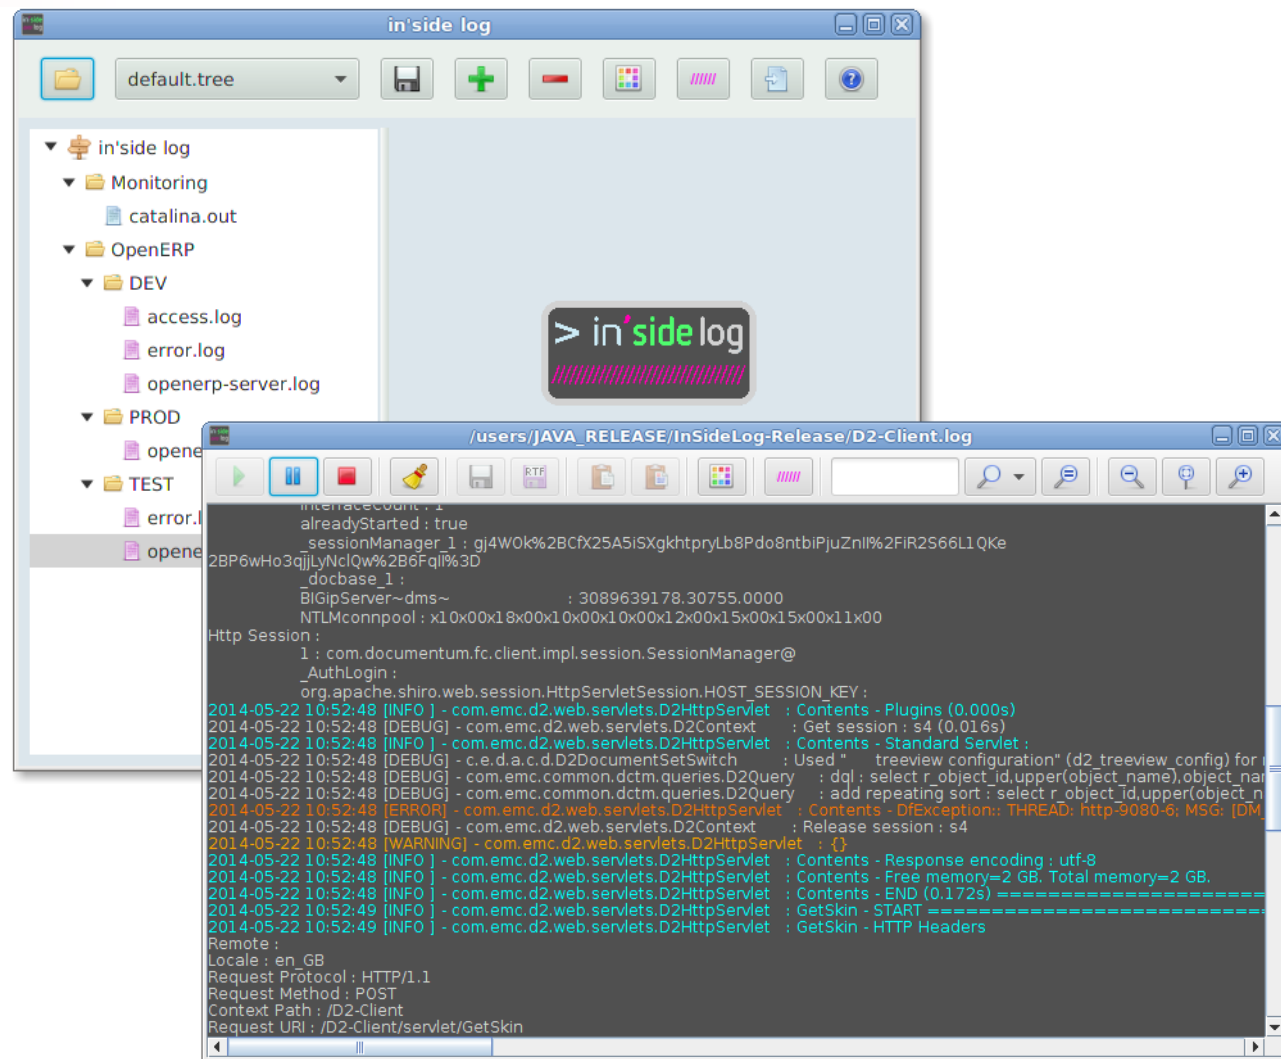 in'side log
default.tree
in'side log
Monitoring
catalina.out
OpenERP
DEV
access.log
error.log
openerp-server.log
PROD
opene
TEST
error.l
opene
> in'side log
/users/JAVA_RELEASE/InSideLog-Release/D2-Client.log
RTF
interfaceCount : 1
alreadyStarted : true
_sessionManager_1 : gj4WOk%2BCfX25A5iSXgkhtpryLb8Pdo8ntbiPjuZnIl%2FiR2S66L1QKe
2BP6wHo3qjjLyNclQw%2B6FqII%3D
_docbase_1 :
BIGipServer~dms~ : 3089639178.30755.0000
NTLMconnpool : x10x00x18x00x10x00x10x00x12x00x15x00x15x00x11x00
Http Session :
1 : com.documentum.fc.client.impl.session.SessionManager@
_AuthLogin :
org.apache.shiro.web.session.HttpServletSession.HOST_SESSION_KEY :
2014-05-22 10:52:48 [INFO ] - com.emc.d2.web.servlets.D2HttpServlet : Contents - Plugins (0.000s)
2014-05-22 10:52:48 [DEBUG] - com.emc.d2.web.servlets.D2Context : Get session : s4 (0.016s)
2014-05-22 10:52:48 [INFO ] - com.emc.d2.web.servlets.D2HttpServlet : Contents - Standard Servlet :
2014-05-22 10:52:48 [DEBUG] - c.e.d.a.c.d.D2DocumentSetSwitch : Used " treeview configuration" (d2_treeview_config) for
2014-05-22 10:52:48 [DEBUG] - com.emc.common.dctm.queries.D2Query : dql : select r_object_id,upper(object_name),object_na
2014-05-22 10:52:48 [DEBUG] - com.emc.common.dctm.queries.D2Query : add repeating sort : select r_object_id,upper(object_n
2014-05-22 10:52:48 [ERROR] - com.emc.d2.web.servlets.D2HttpServlet : Contents - DfException:: THREAD: http-9080-6; MSG: [DM_
2014-05-22 10:52:48 [DEBUG] - com.emc.d2.web.servlets.D2Context : Release session : s4
2014-05-22 10:52:48 [WARNING] - com.emc.d2.web.servlets.D2HttpServlet : {}
2014-05-22 10:52:48 [INFO ] - com.emc.d2.web.servlets.D2HttpServlet : Contents - Response encoding : utf-8
2014-05-22 10:52:48 [INFO ] - com.emc.d2.web.servlets.D2HttpServlet : Contents - Free memory=2 GB. Total memory=2 GB.
2014-05-22 10:52:48 [INFO ] - com.emc.d2.web.servlets.D2HttpServlet : Contents - END (0.172s) =====================
2014-05-22 10:52:49 [INFO ] - com.emc.d2.web.servlets.D2HttpServlet : GetSkin - START ==========================
2014-05-22 10:52:49 [INFO ] - com.emc.d2.web.servlets.D2HttpServlet : GetSkin - HTTP Headers
Remote :
Locale : en_GB
Request Protocol : HTTP/1.1
Request Method : POST
Context Path : /D2-Client
Request URI : /D2-Client/servlet/GetSkin